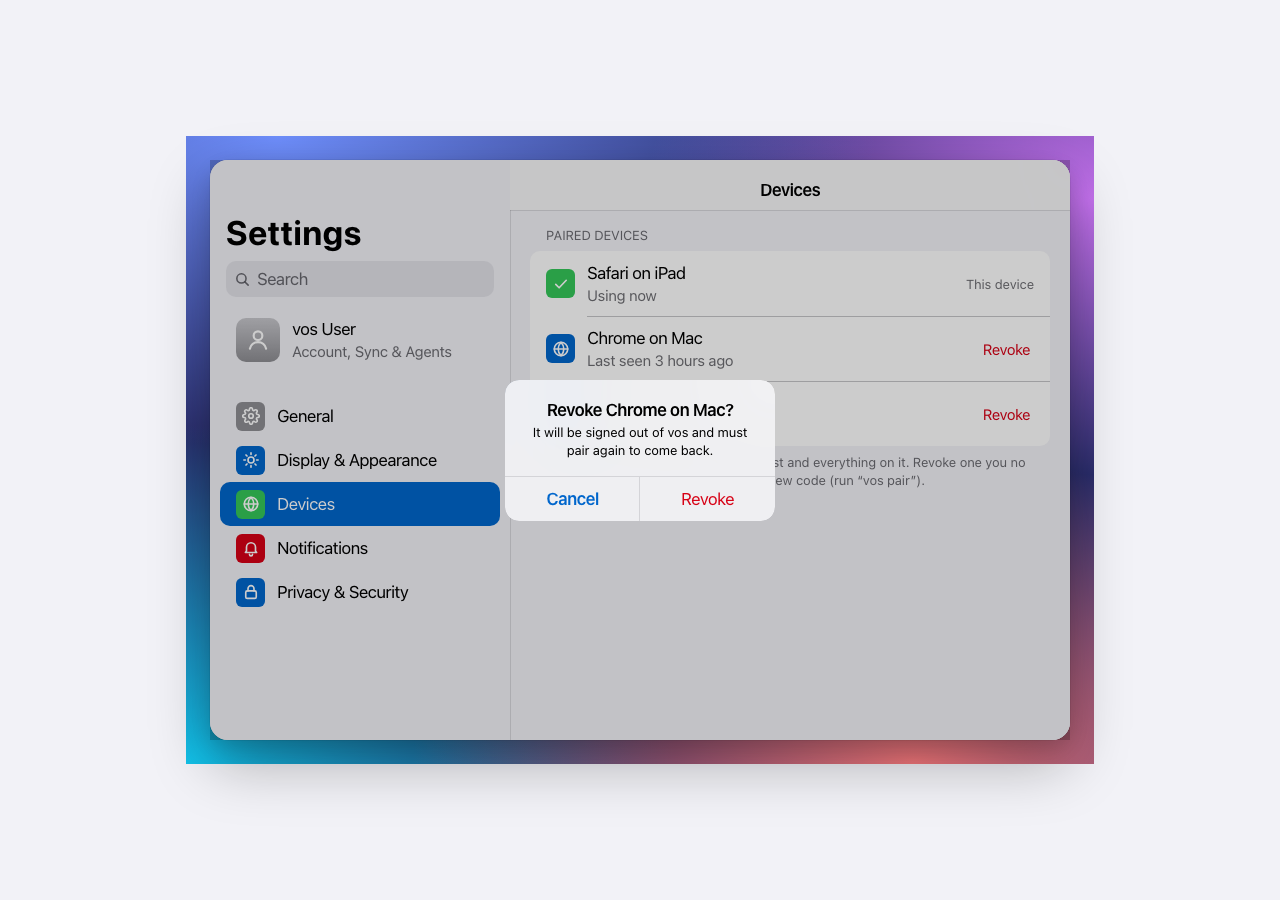 Devices
Settings
Search
vos User
Account, Sync & Agents
General
Display & Appearance
Devices
Notifications
Privacy & Security
PAIRED DEVICES
Safari on iPad
Using now
This device
Chrome on Mac
Last seen 3 hours ago
Revoke
Revoke
and everything on it. Revoke one you no
code (run “vos pair”).
Revoke Chrome on Mac?
It will be signed out of vos and must
pair again to come back.
Cancel
Revoke